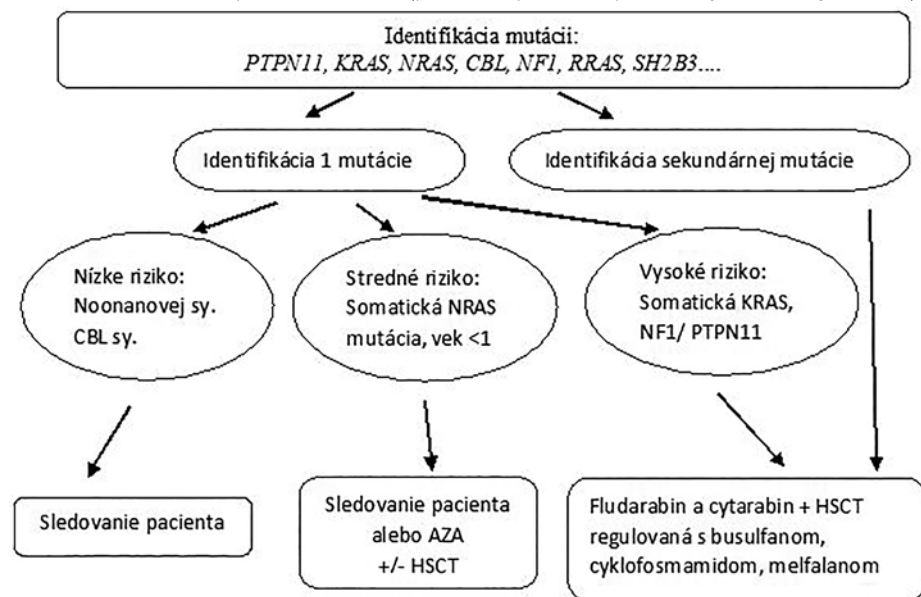 Identifikácia mutácii:
PTPN11, KRAS, NRAS, CBL, NF1, RRAS, SH2B3....
Identifikácia 1 mutácie
Identifikácia sekundárnej mutácie
Nízke riziko:
Noonanovej sy.
CBL sy.
Stredné riziko:
Somatická NRAS
mutácia, vek <1
Vysoké riziko:
Somatická KRAS,
NF1/ PTPN11
Sledovanie pacienta
Sledovanie pacienta
alebo AZA
+/- HSCT
Fludarabin a cytarabin + HSCT
regulovaná s busulfanom,
cyklofosmamidom, melfalanom